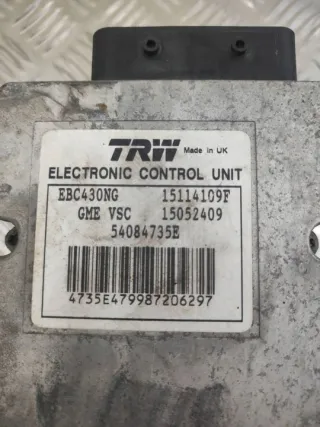 TRW Made in UK
ELECTRONIC CONTROL UNIT
EBC430NG 15114109F
GME VSC 15052409
54084735E
4735E479987206297